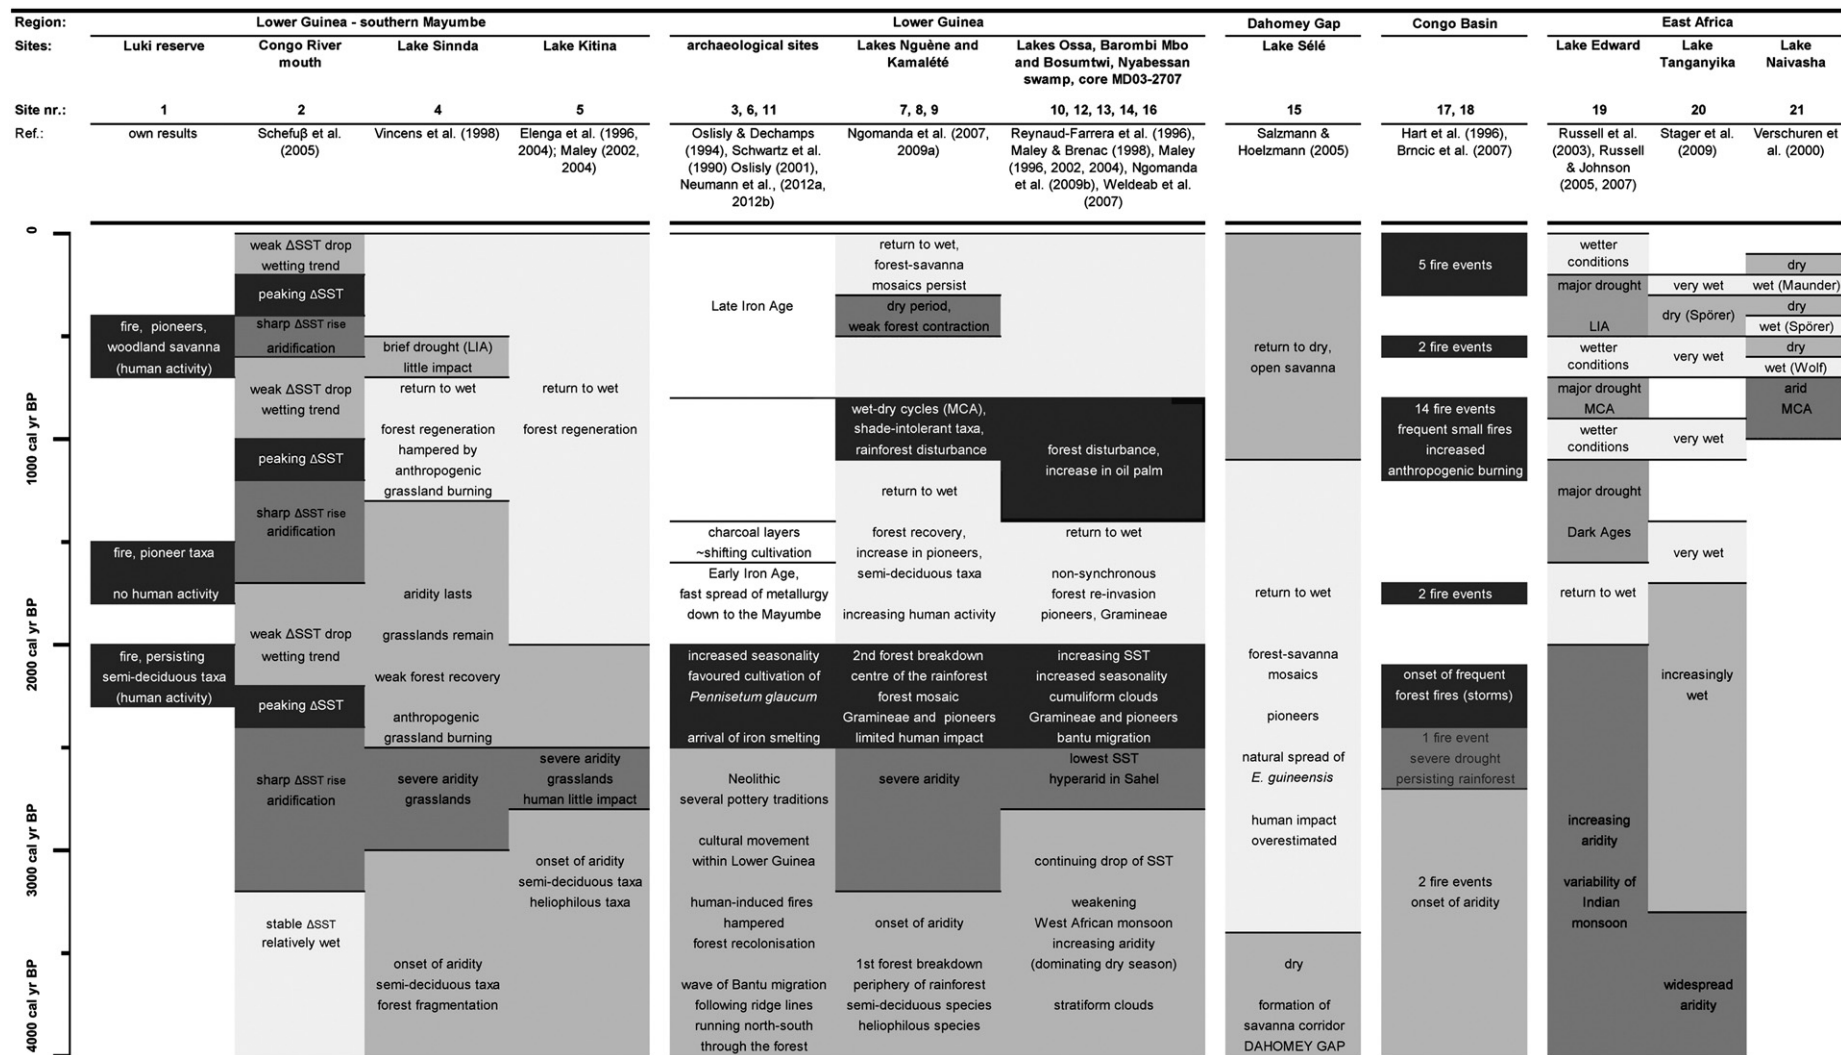 Region:
Lower Guinea - southern Mayumbe
Lower Guinea
Dahomey Gap
Congo Basin
East Africa
Sites:
Luki reserve
Congo River
mouth
Lake Sinnda
Lake Kitina
archaeological sites
Lakes Nguène and
Kamalété
Lakes Ossa, Barombi Mbo
and Bosumtwi, Nyabessan
swamp, core MD03-2707
Lake Sélé
Lake Edward
Lake
Tanganyika
Lake
Naivasha
Site nr.:
1
2
4
5
3, 6, 11
7, 8, 9
10, 12, 13, 14, 16
15
17, 18
19
20
21
Ref.:
own results
Schefuβ et al.
(2005)
Vincens et al. (1998)
Elenga et al. (1996,
2004); Maley (2002,
2004)
Oslisly & Dechamps
(1994), Schwartz et al.
(1990) Oslisly (2001),
Neumann et al., (2012a,
2012b)
Ngomanda et al. (2007,
2009a)
Reynaud-Farrera et al. (1996),
Maley & Brenac (1998), Maley
(1996, 2002, 2004), Ngomanda
et al. (2009b), Weldeab et al.
(2007)
Salzmann &
Hoelzmann (2005)
Hart et al. (1996),
Brncic et al. (2007)
Russell et al.
(2003), Russell
& Johnson
(2005, 2007)
Stager et al.
(2009)
Verschuren et
al. (2000)
0
1000 cal yr BP
2000 cal yr BP
3000 cal yr BP
4000 cal yr BP
fire, pioneers,
woodland savanna
(human activity)
fire, pioneer taxa
no human activity
fire, persisting
semi-deciduous taxa
(human activity)
weak ΔSST drop
wetting trend
peaking ΔSST
sharp ΔSST rise
aridification
weak ΔSST drop
wetting trend
peaking ΔSST
sharp ΔSST rise
aridification
weak ΔSST drop
wetting trend
peaking ΔSST
sharp ΔSST rise
aridification
stable ΔSST
relatively wet
brief drought (LIA)
little impact
return to wet
forest regeneration
hampered by
anthropogenic
grassland burning
aridity lasts
grasslands remain
weak forest recovery
anthropogenic
grassland burning
severe aridity
grasslands
onset of aridity
semi-deciduous taxa
forest fragmentation
return to wet
forest regeneration
severe aridity
grasslands
human little impact
onset of aridity
semi-deciduous taxa
heliophilous taxa
Late Iron Age
charcoal layers
~shifting cultivation
Early Iron Age,
fast spread of metallurgy
down to the Mayumbe
increased seasonality
favoured cultivation of
Pennisetum glaucum
arrival of iron smelting
Neolithic
several pottery traditions
cultural movement
within Lower Guinea
human-induced fires
hampered
forest recolonisation
wave of Bantu migration
following ridge lines
running north-south
through the forest
return to wet,
forest-savanna
mosaics persist
dry period,
weak forest contraction
wet-dry cycles (MCA),
shade-intolerant taxa,
rainforest disturbance
return to wet
forest recovery,
increase in pioneers,
semi-deciduous taxa
increasing human activity
2nd forest breakdown
centre of the rainforest
forest mosaic
Gramineae and pioneers
limited human impact
severe aridity
onset of aridity
1st forest breakdown
periphery of rainforest
semi-deciduous species
heliophilous species
forest disturbance,
increase in oil palm
return to wet
non-synchronous
forest re-invasion
pioneers, Gramineae
increasing SST
increased seasonality
cumuliform clouds
Gramineae and pioneers
bantu migration
lowest SST
hyperarid in Sahel
continuing drop of SST
weakening
West African monsoon
increasing aridity
(dominating dry season)
stratiform clouds
return to dry,
open savanna
return to wet
forest-savanna
mosaics
pioneers
natural spread of
E. guineensis
human impact
overestimated
dry
formation of
savanna corridor
DAHOMEY GAP
5 fire events
2 fire events
14 fire events
frequent small fires
increased
anthropogenic burning
2 fire events
onset of frequent
forest fires (storms)
1 fire event
severe drought
persisting rainforest
2 fire events
onset of aridity
wetter
conditions
major drought
LIA
wetter
conditions
major drought
MCA
wetter
conditions
major drought
Dark Ages
return to wet
increasing
aridity
variability of
Indian
monsoon
very wet
dry (Spörer)
very wet
very wet
very wet
increasingly
wet
widespread
aridity
dry
wet (Maunder)
dry
wet (Spörer)
dry
wet (Wolf)
arid
MCA